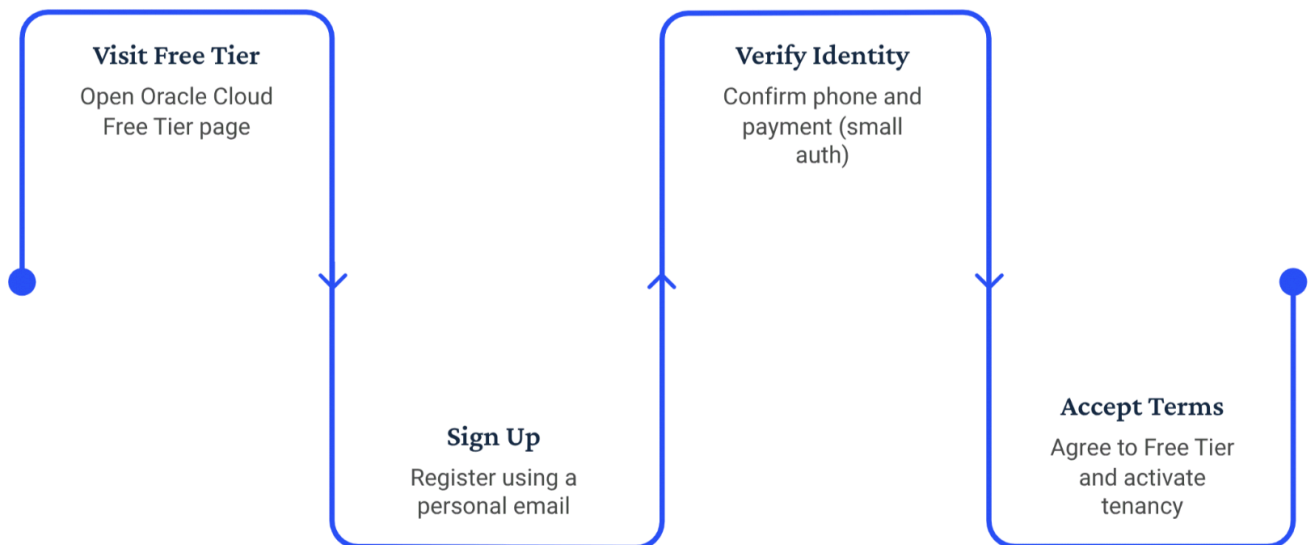 Visit Free Tier
Open Oracle Cloud
Free Tier page
Sign Up
Register using a
personal email
Verify Identity
Confirm phone and
payment (small
auth)
Accept Terms
Agree to Free Tier
and activate
tenancy